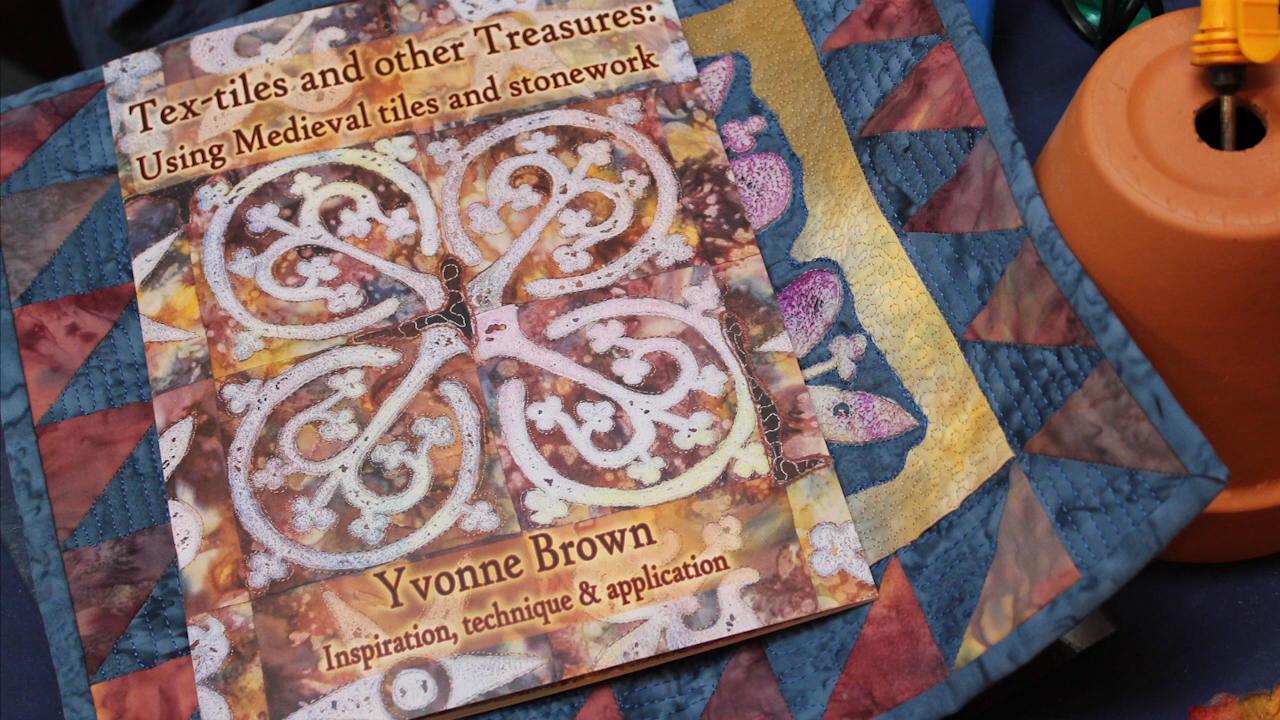 Tex-tiles and other Treasures:
Using Medieval tiles and stonework
Yvonne Brown
Inspiration, technique & application